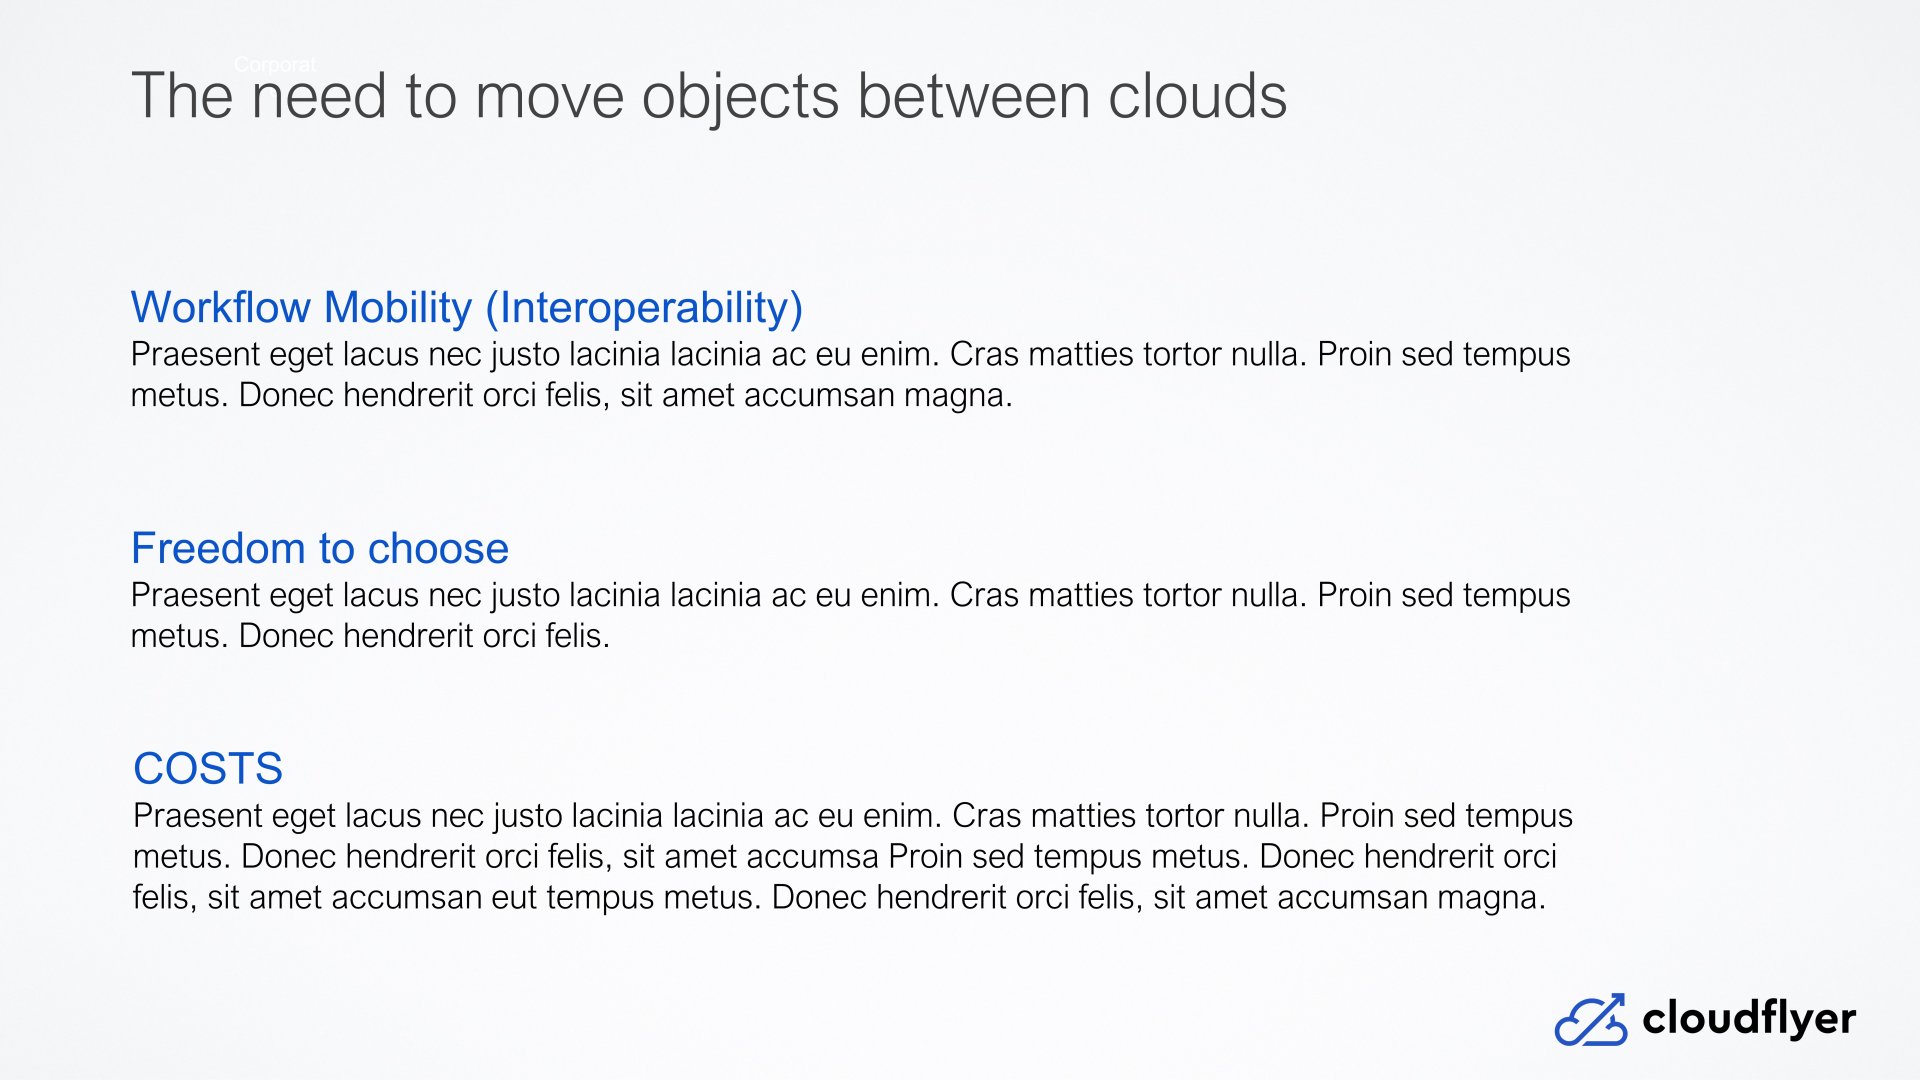 Corporat
The need to move objects between clouds
Workflow Mobility (Interoperability)
Praesent eget lacus nec justo lacinia lacinia ac eu enim. Cras matties tortor nulla. Proin sed tempus
metus. Donec hendrerit orci felis, sit amet accumsan magna.
Freedom to choose
Praesent eget lacus nec justo lacinia lacinia ac eu enim. Cras matties tortor nulla. Proin sed tempus
metus. Donec hendrerit orci felis.
COSTS
Praesent eget lacus nec justo lacinia lacinia ac eu enim. Cras matties tortor nulla. Proin sed tempus
metus. Donec hendrerit orci felis, sit amet accumsa Proin sed tempus metus. Donec hendrerit orci
felis, sit amet accumsan eut tempus metus. Donec hendrerit orci felis, sit amet accumsan magna.
cloudflyer